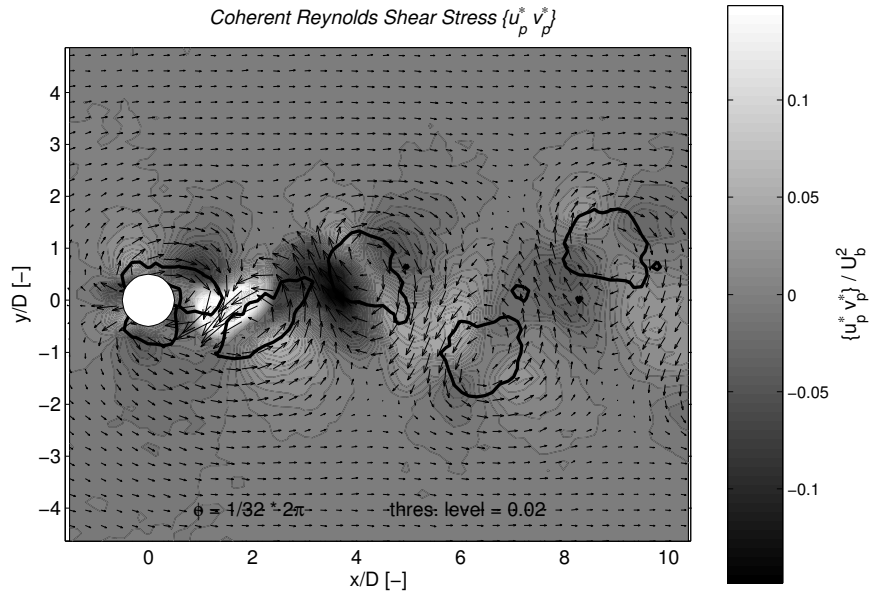 Coherent Reynolds Shear Stress {u*p v*p}
y/D [–]
4
3
2
1
0
−1
−2
−3
−4
ϕ = 1/32 * 2π
thres. level = 0.02
0 2 4 6 8 10
x/D [–]
0.1
0.05
0
−0.05
−0.1
{u*p v*p} / U²b